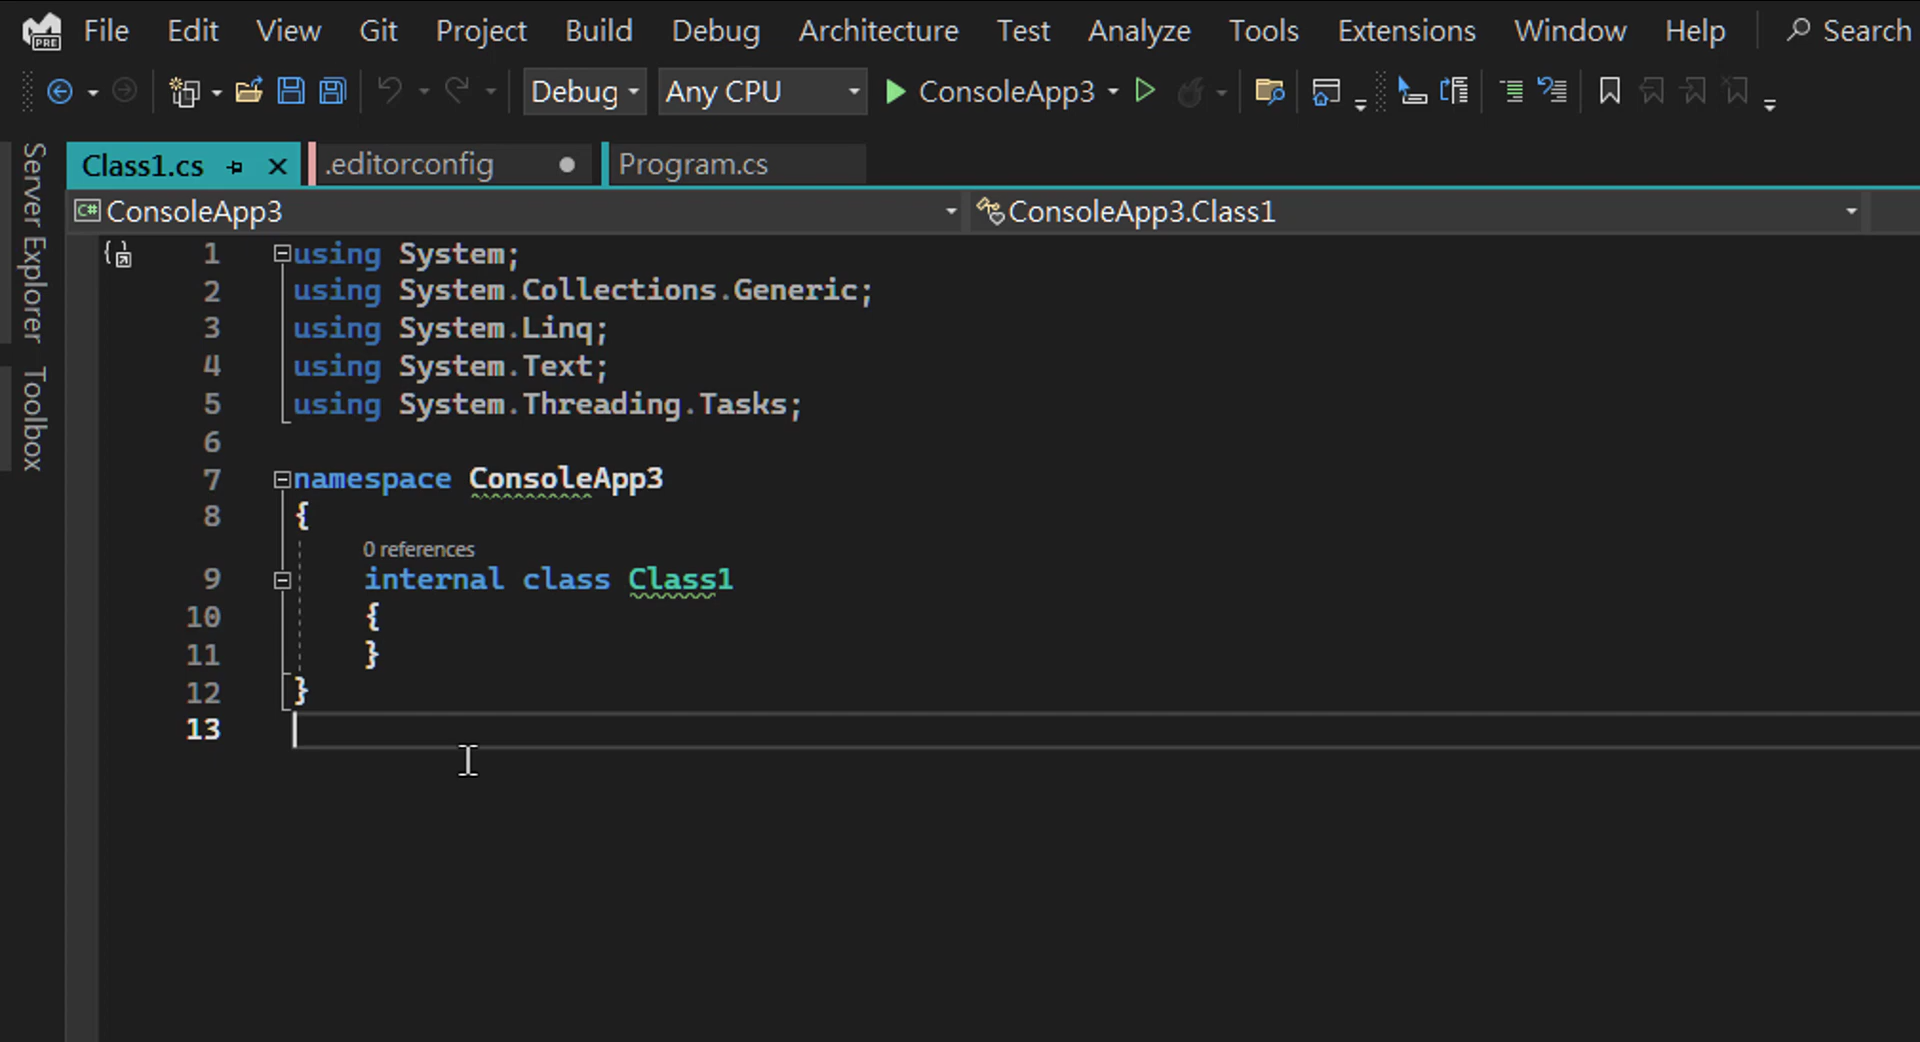 PRE File Edit View Git Project Build Debug Architecture Test Analyze Tools Extensions Window Help Search
Debug Any CPU ConsoleApp3
Class1.cs .editorconfig Program.cs
C# ConsoleApp3 ConsoleApp3.Class1
Server Explorer
Toolbox
1 using System;
2 using System.Collections.Generic;
3 using System.Linq;
4 using System.Text;
5 using System.Threading.Tasks;
6
7 namespace ConsoleApp3
8 {
0 references
9 internal class Class1
10 {
11 }
12 }
13